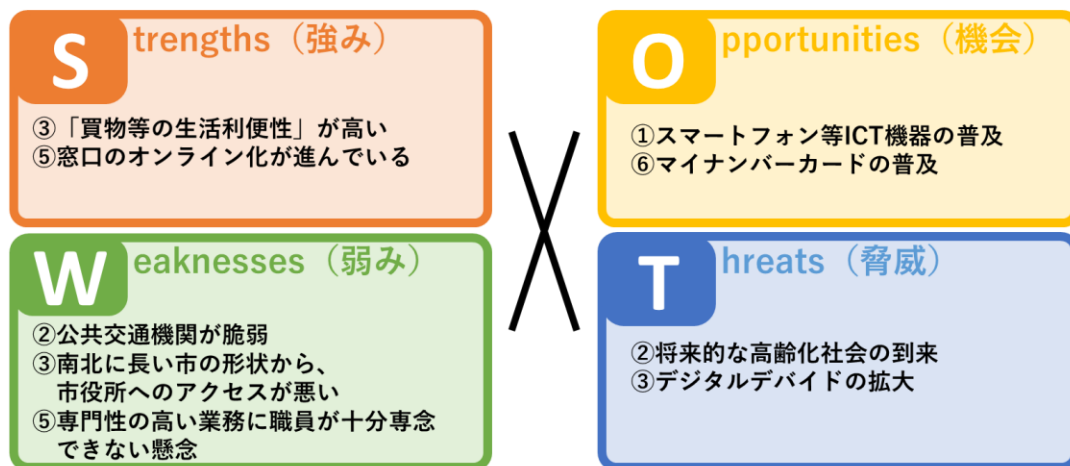 Strengths（強み）
③「買物等の生活利便性」が高い
⑤窓口のオンライン化が進んでいる
Opportunities（機会）
①スマートフォン等ICT機器の普及
⑥マイナンバーカードの普及
Weaknesses（弱み）
②公共交通機関が脆弱
③南北に長い市の形状から、
市役所へのアクセスが悪い
⑤専門性の高い業務に職員が十分専念
できない懸念
Threats（脅威）
②将来的な高齢化社会の到来
③デジタルデバイドの拡大